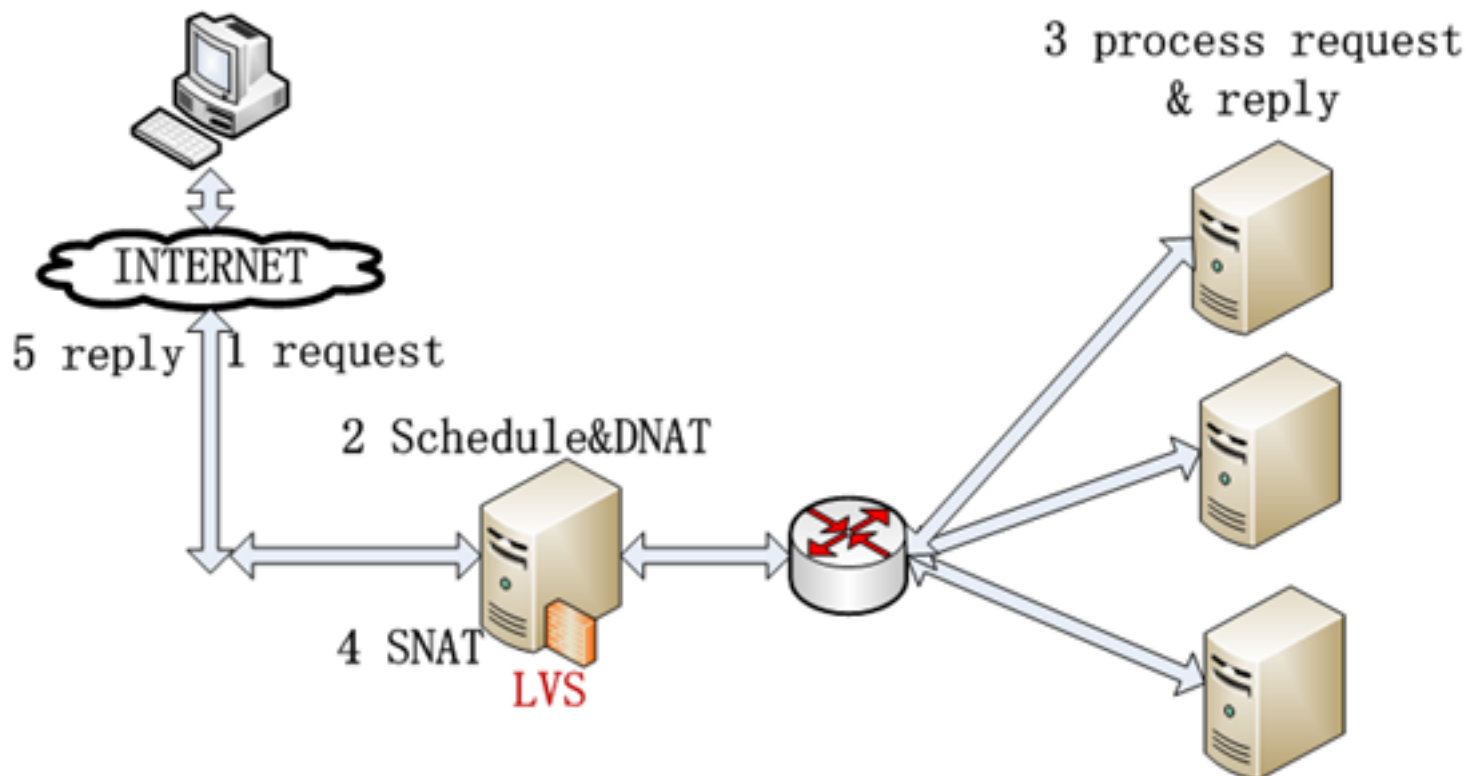 3 process request
& reply
INTERNET
5 reply
1 request
2 Schedule&DNAT
4 SNAT
LVS